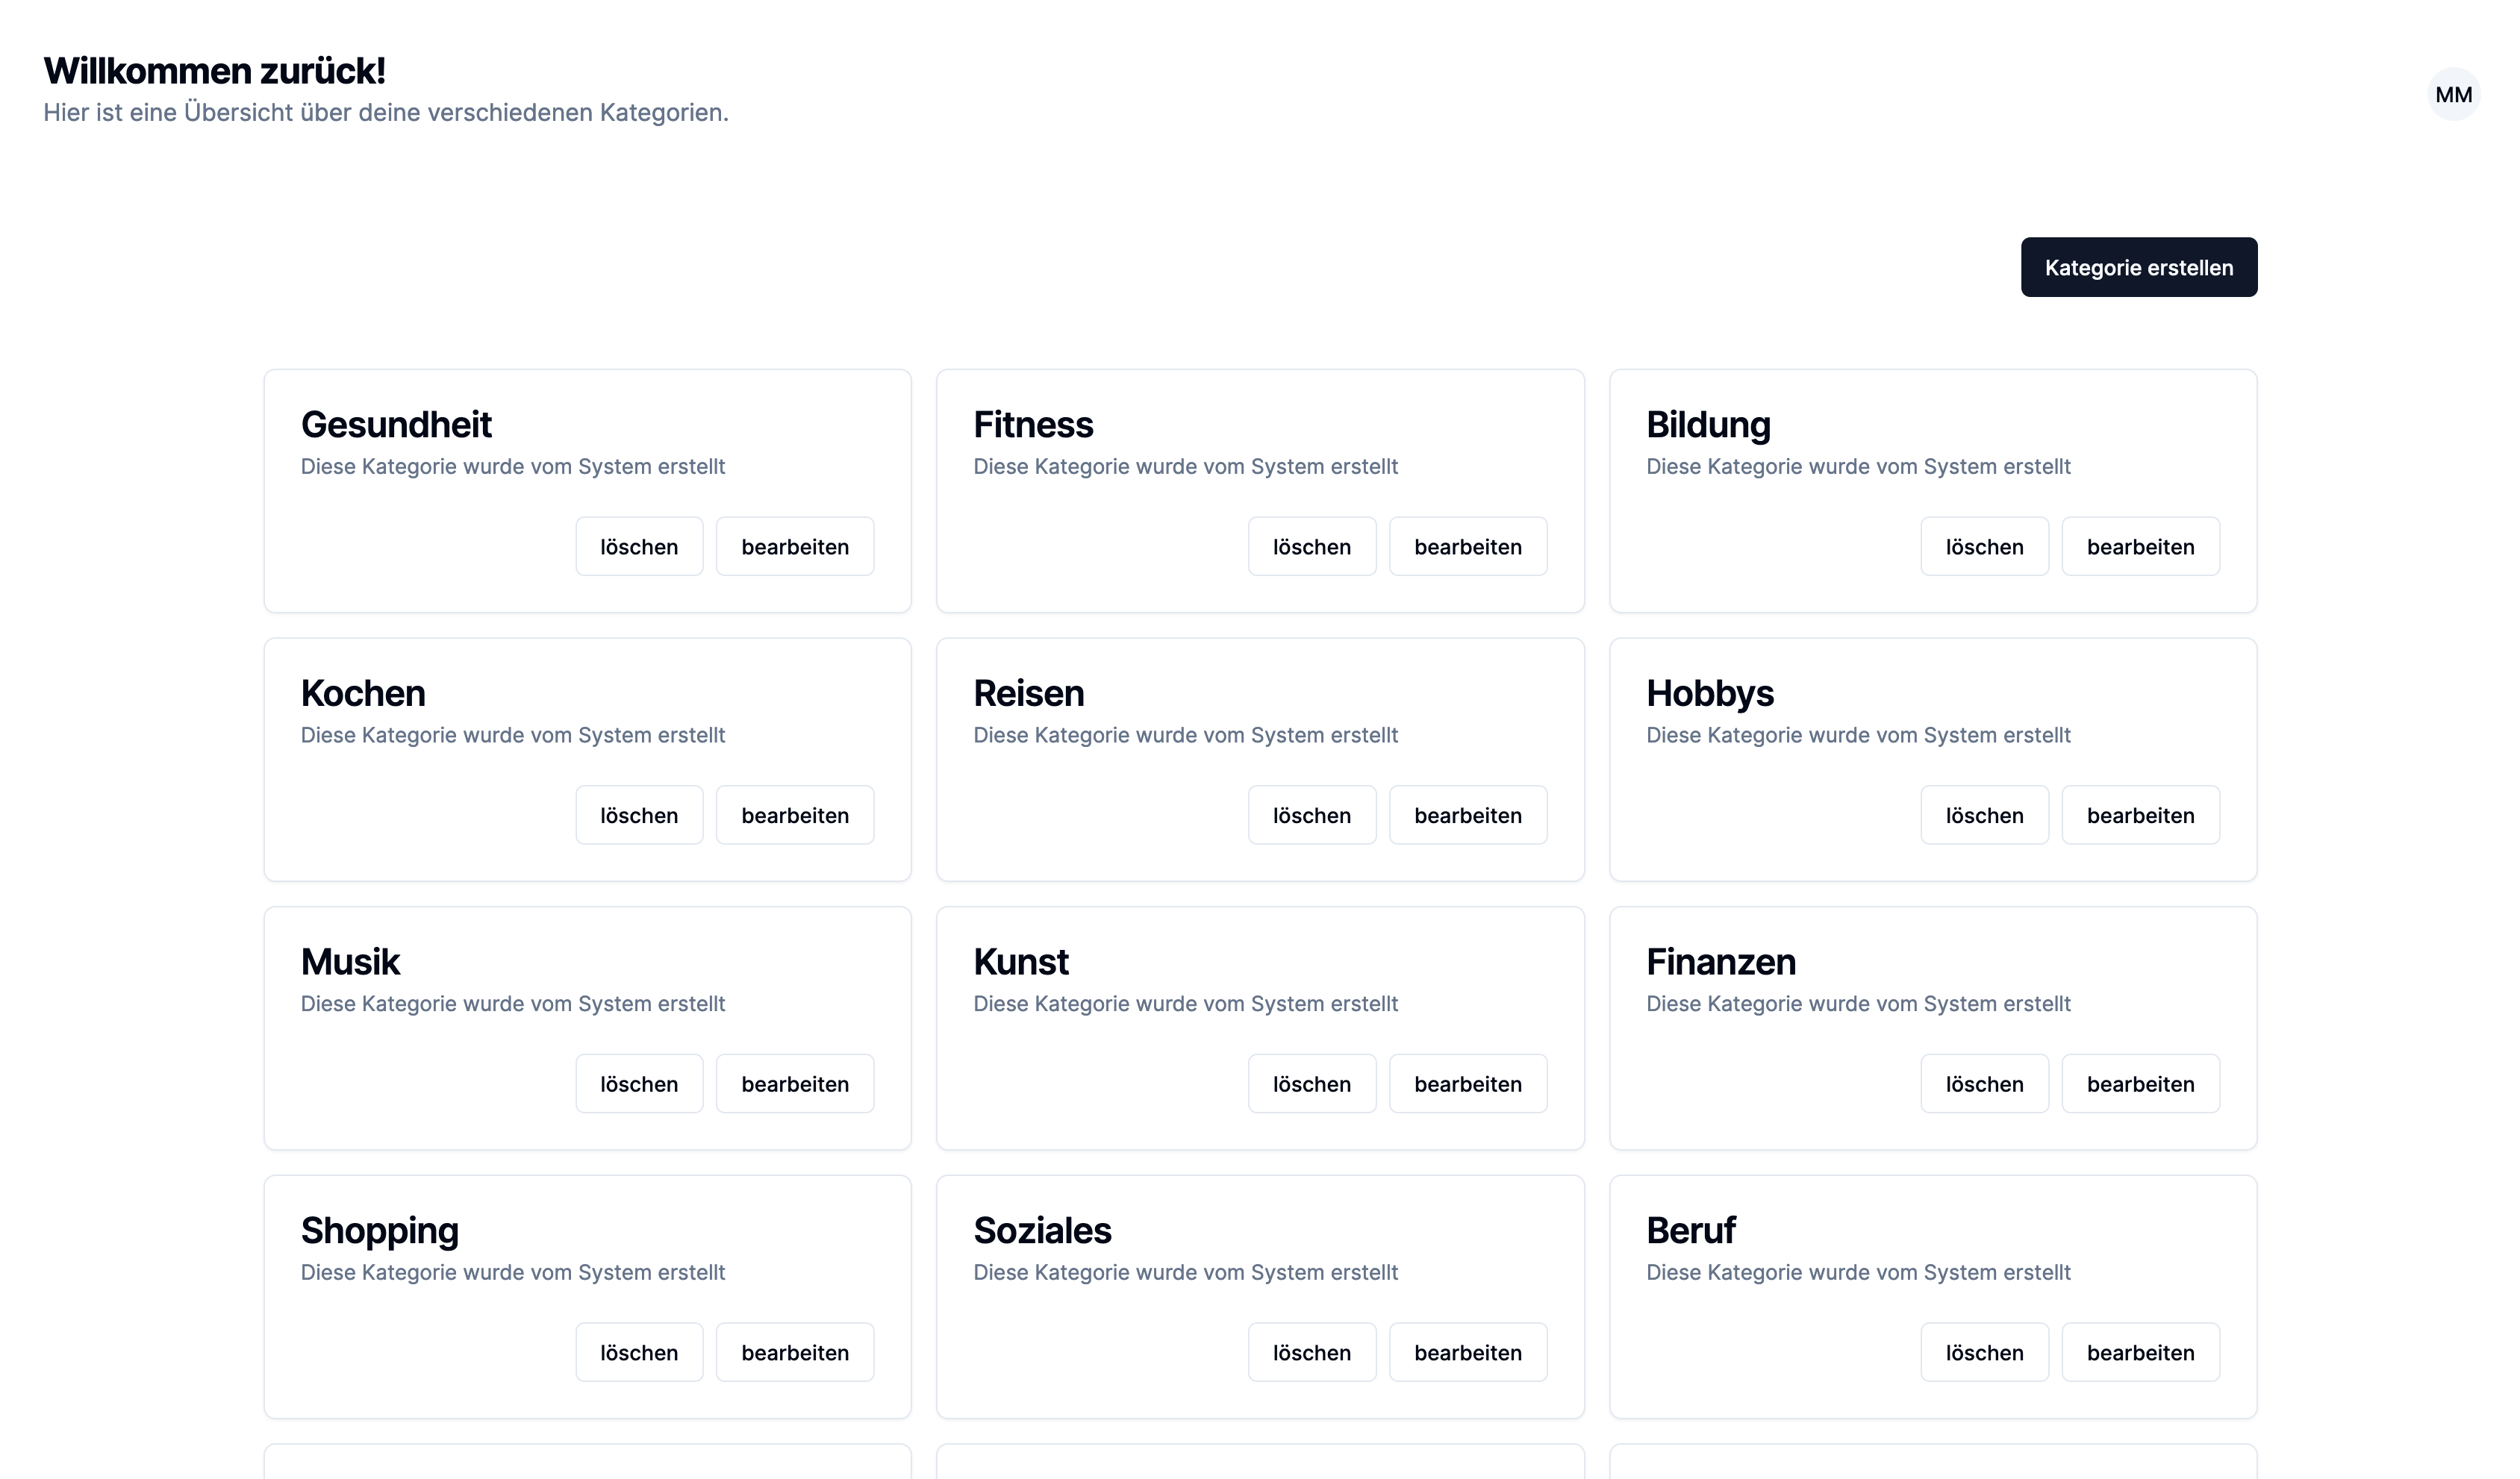 Willkommen zurück!
Hier ist eine Übersicht über deine verschiedenen Kategorien.
MM
Kategorie erstellen
Gesundheit
Diese Kategorie wurde vom System erstellt
löschen bearbeiten
Fitness
Diese Kategorie wurde vom System erstellt
löschen bearbeiten
Bildung
Diese Kategorie wurde vom System erstellt
löschen bearbeiten
Kochen
Diese Kategorie wurde vom System erstellt
löschen bearbeiten
Reisen
Diese Kategorie wurde vom System erstellt
löschen bearbeiten
Hobbys
Diese Kategorie wurde vom System erstellt
löschen bearbeiten
Musik
Diese Kategorie wurde vom System erstellt
löschen bearbeiten
Kunst
Diese Kategorie wurde vom System erstellt
löschen bearbeiten
Finanzen
Diese Kategorie wurde vom System erstellt
löschen bearbeiten
Shopping
Diese Kategorie wurde vom System erstellt
löschen bearbeiten
Soziales
Diese Kategorie wurde vom System erstellt
löschen bearbeiten
Beruf
Diese Kategorie wurde vom System erstellt
löschen bearbeiten